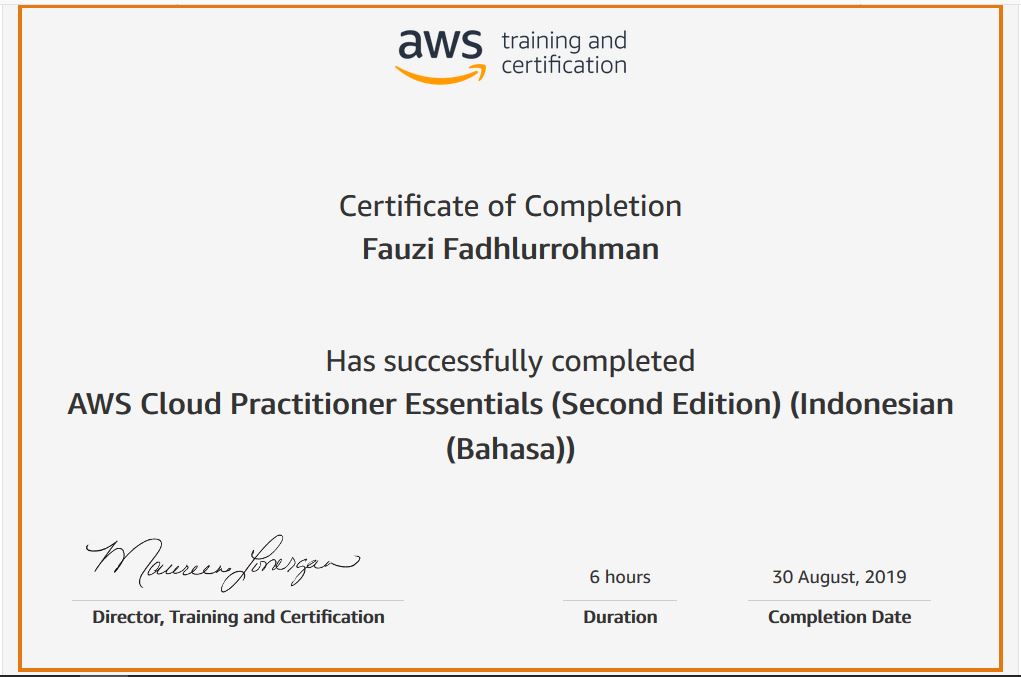 aws training and
certification
Certificate of Completion
Fauzi Fadhlurrohman
Has successfully completed
AWS Cloud Practitioner Essentials (Second Edition) (Indonesian
(Bahasa))
Maureen Lonergan
6 hours
30 August, 2019
Director, Training and Certification
Duration
Completion Date